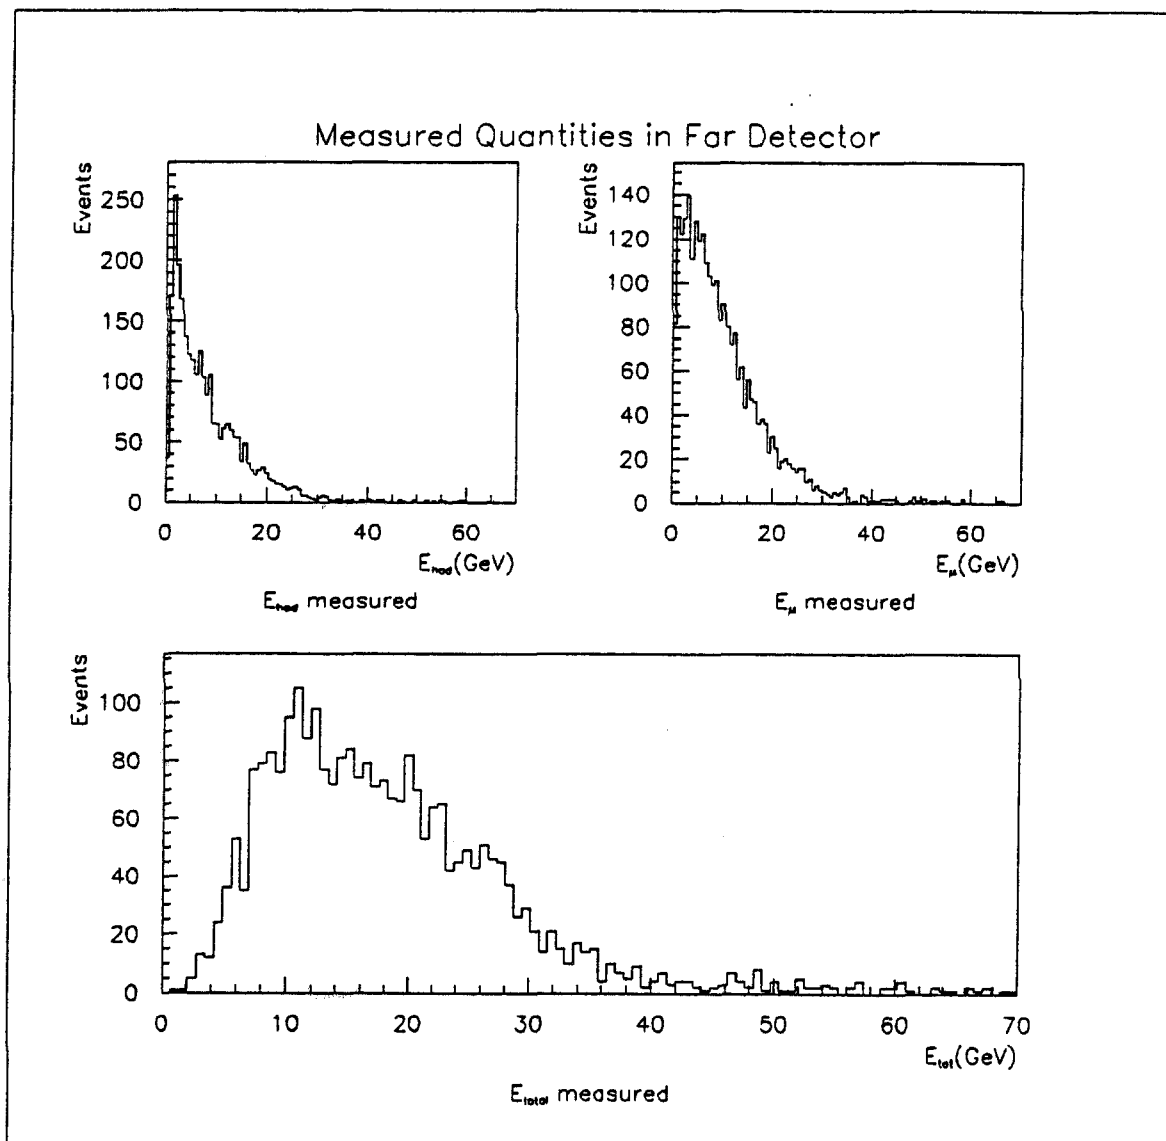 Measured Quantities in Far Detector
Events
250
200
150
100
50
0
0 20 40 60
E_had(GeV)
E_had measured
Events
140
120
100
80
60
40
20
0
0 20 40 60
E_μ(GeV)
E_μ measured
Events
100
80
60
40
20
0
0 10 20 30 40 50 60 70
E_tot(GeV)
E_total measured